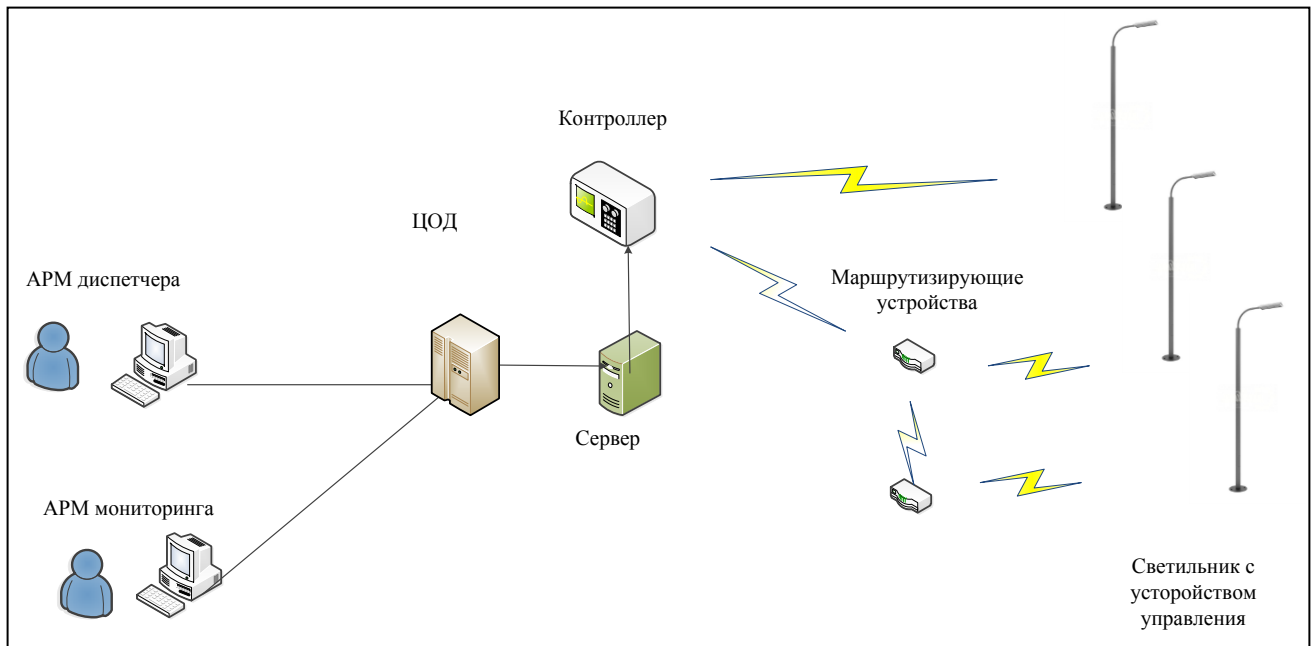 Контроллер
ЦОД
АРМ диспетчера
Маршрутизирующие
устройства
Сервер
АРМ мониторинга
Светильник с
усторойством
управления